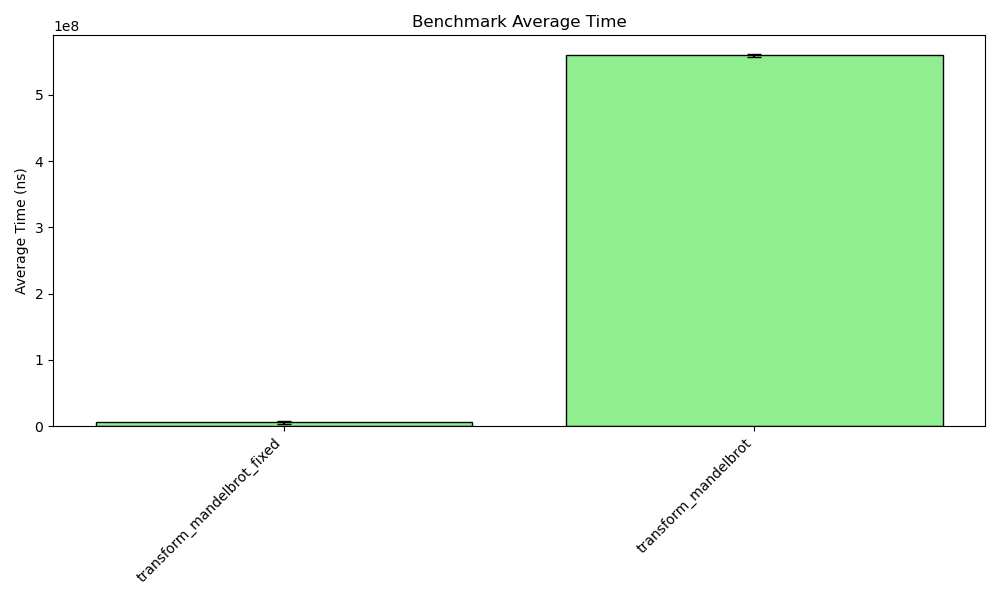 Benchmark Average Time
1e8
Average Time (ns)
5
4
3
2
1
0
transform_mandelbrot_fixed
transform_mandelbrot